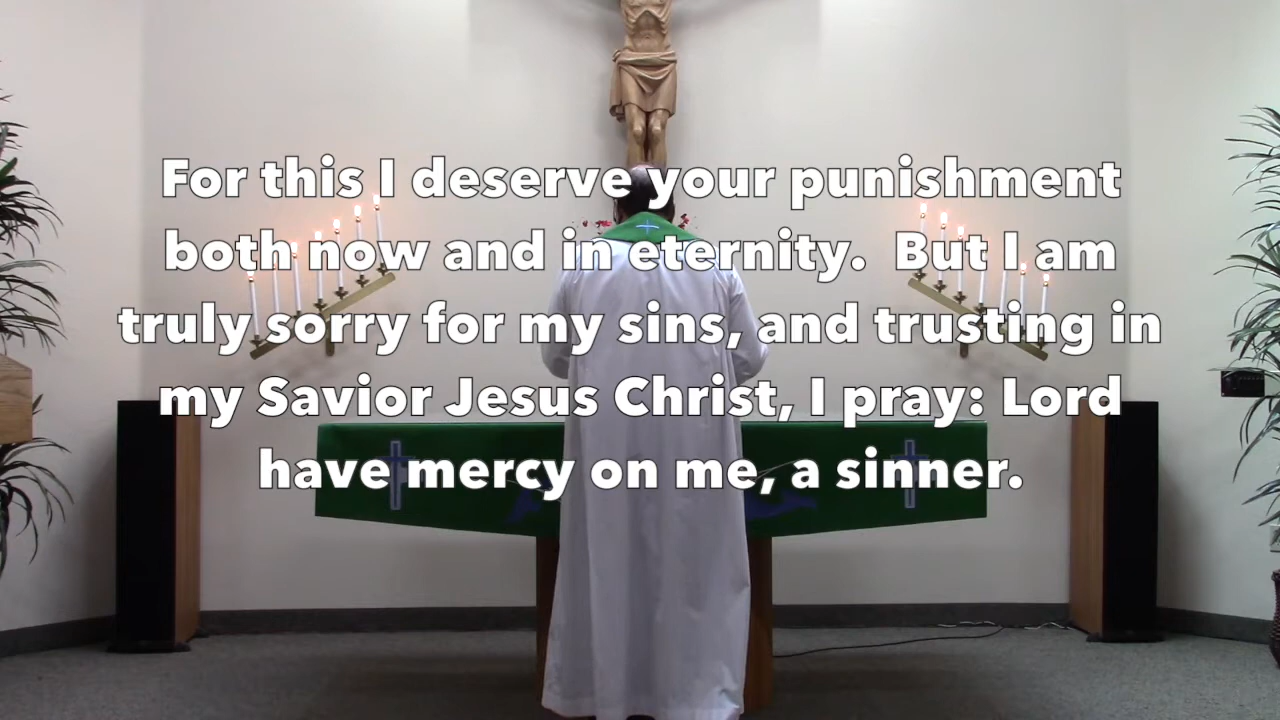 For this I deserve your punishment
both now and in eternity.  But I am
truly sorry for my sins, and trusting in
my Savior Jesus Christ, I pray: Lord
have mercy on me, a sinner.